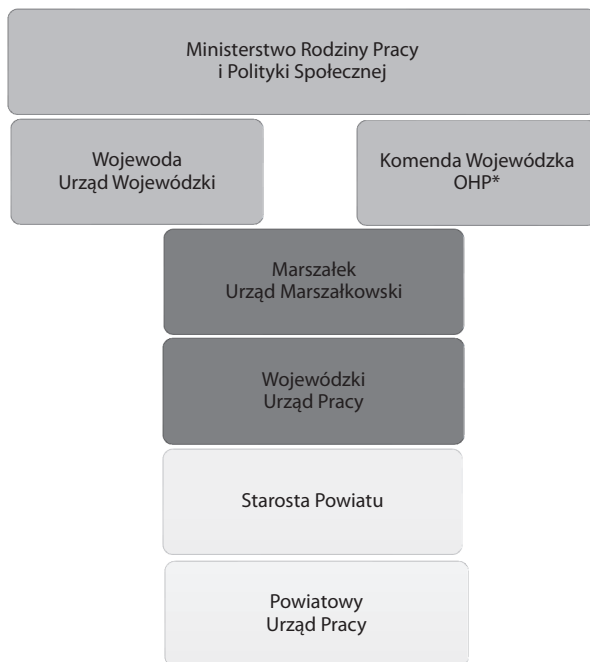 Ministerstwo Rodziny Pracy
i Polityki Społecznej
Wojewoda
Urząd Wojewódzki
Komenda Wojewódzka
OHP*
Marszałek
Urząd Marszałkowski
Wojewódzki
Urząd Pracy
Starosta Powiatu
Powiatowy
Urząd Pracy